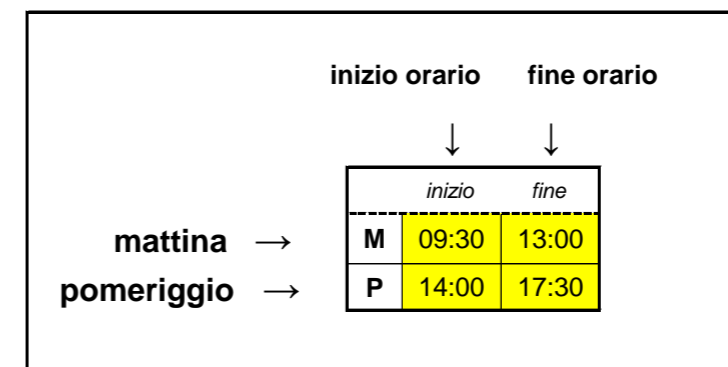 inizio orario fine orario
↓ ↓
inizio fine
mattina → M 09:30 13:00
pomeriggio → P 14:00 17:30